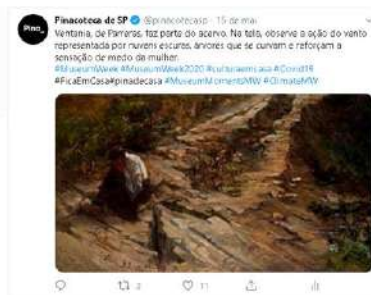 Pina_
Pinacoteca de SP @pinacotecasp · 15 de mai
Ventania, de Parreras, faz parte do acervo. Na tela, observe a ação do vento
representada por nuvens escuras, árvores que se curvam e reforçam a
sensação de medo da mulher.
#MuseumWeek #MuseumWeek2020 #culturaemcasa #Covid19
#FicaEmCasa#pinadecasa #MuseumMomentsMW #ClimateMW
2
11